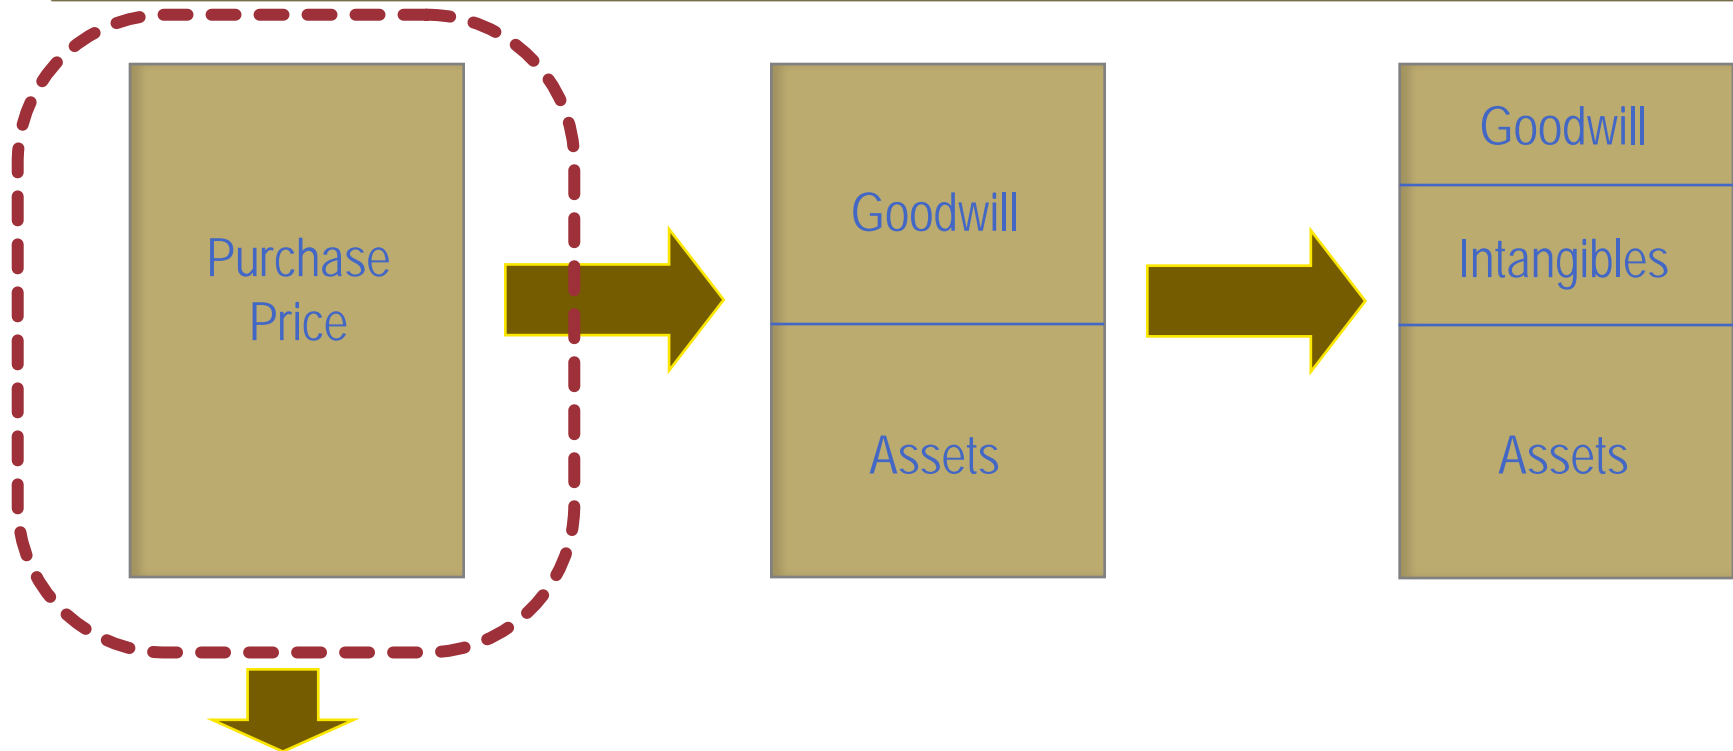 Purchase
Price
Goodwill
Assets
Goodwill
Intangibles
Assets